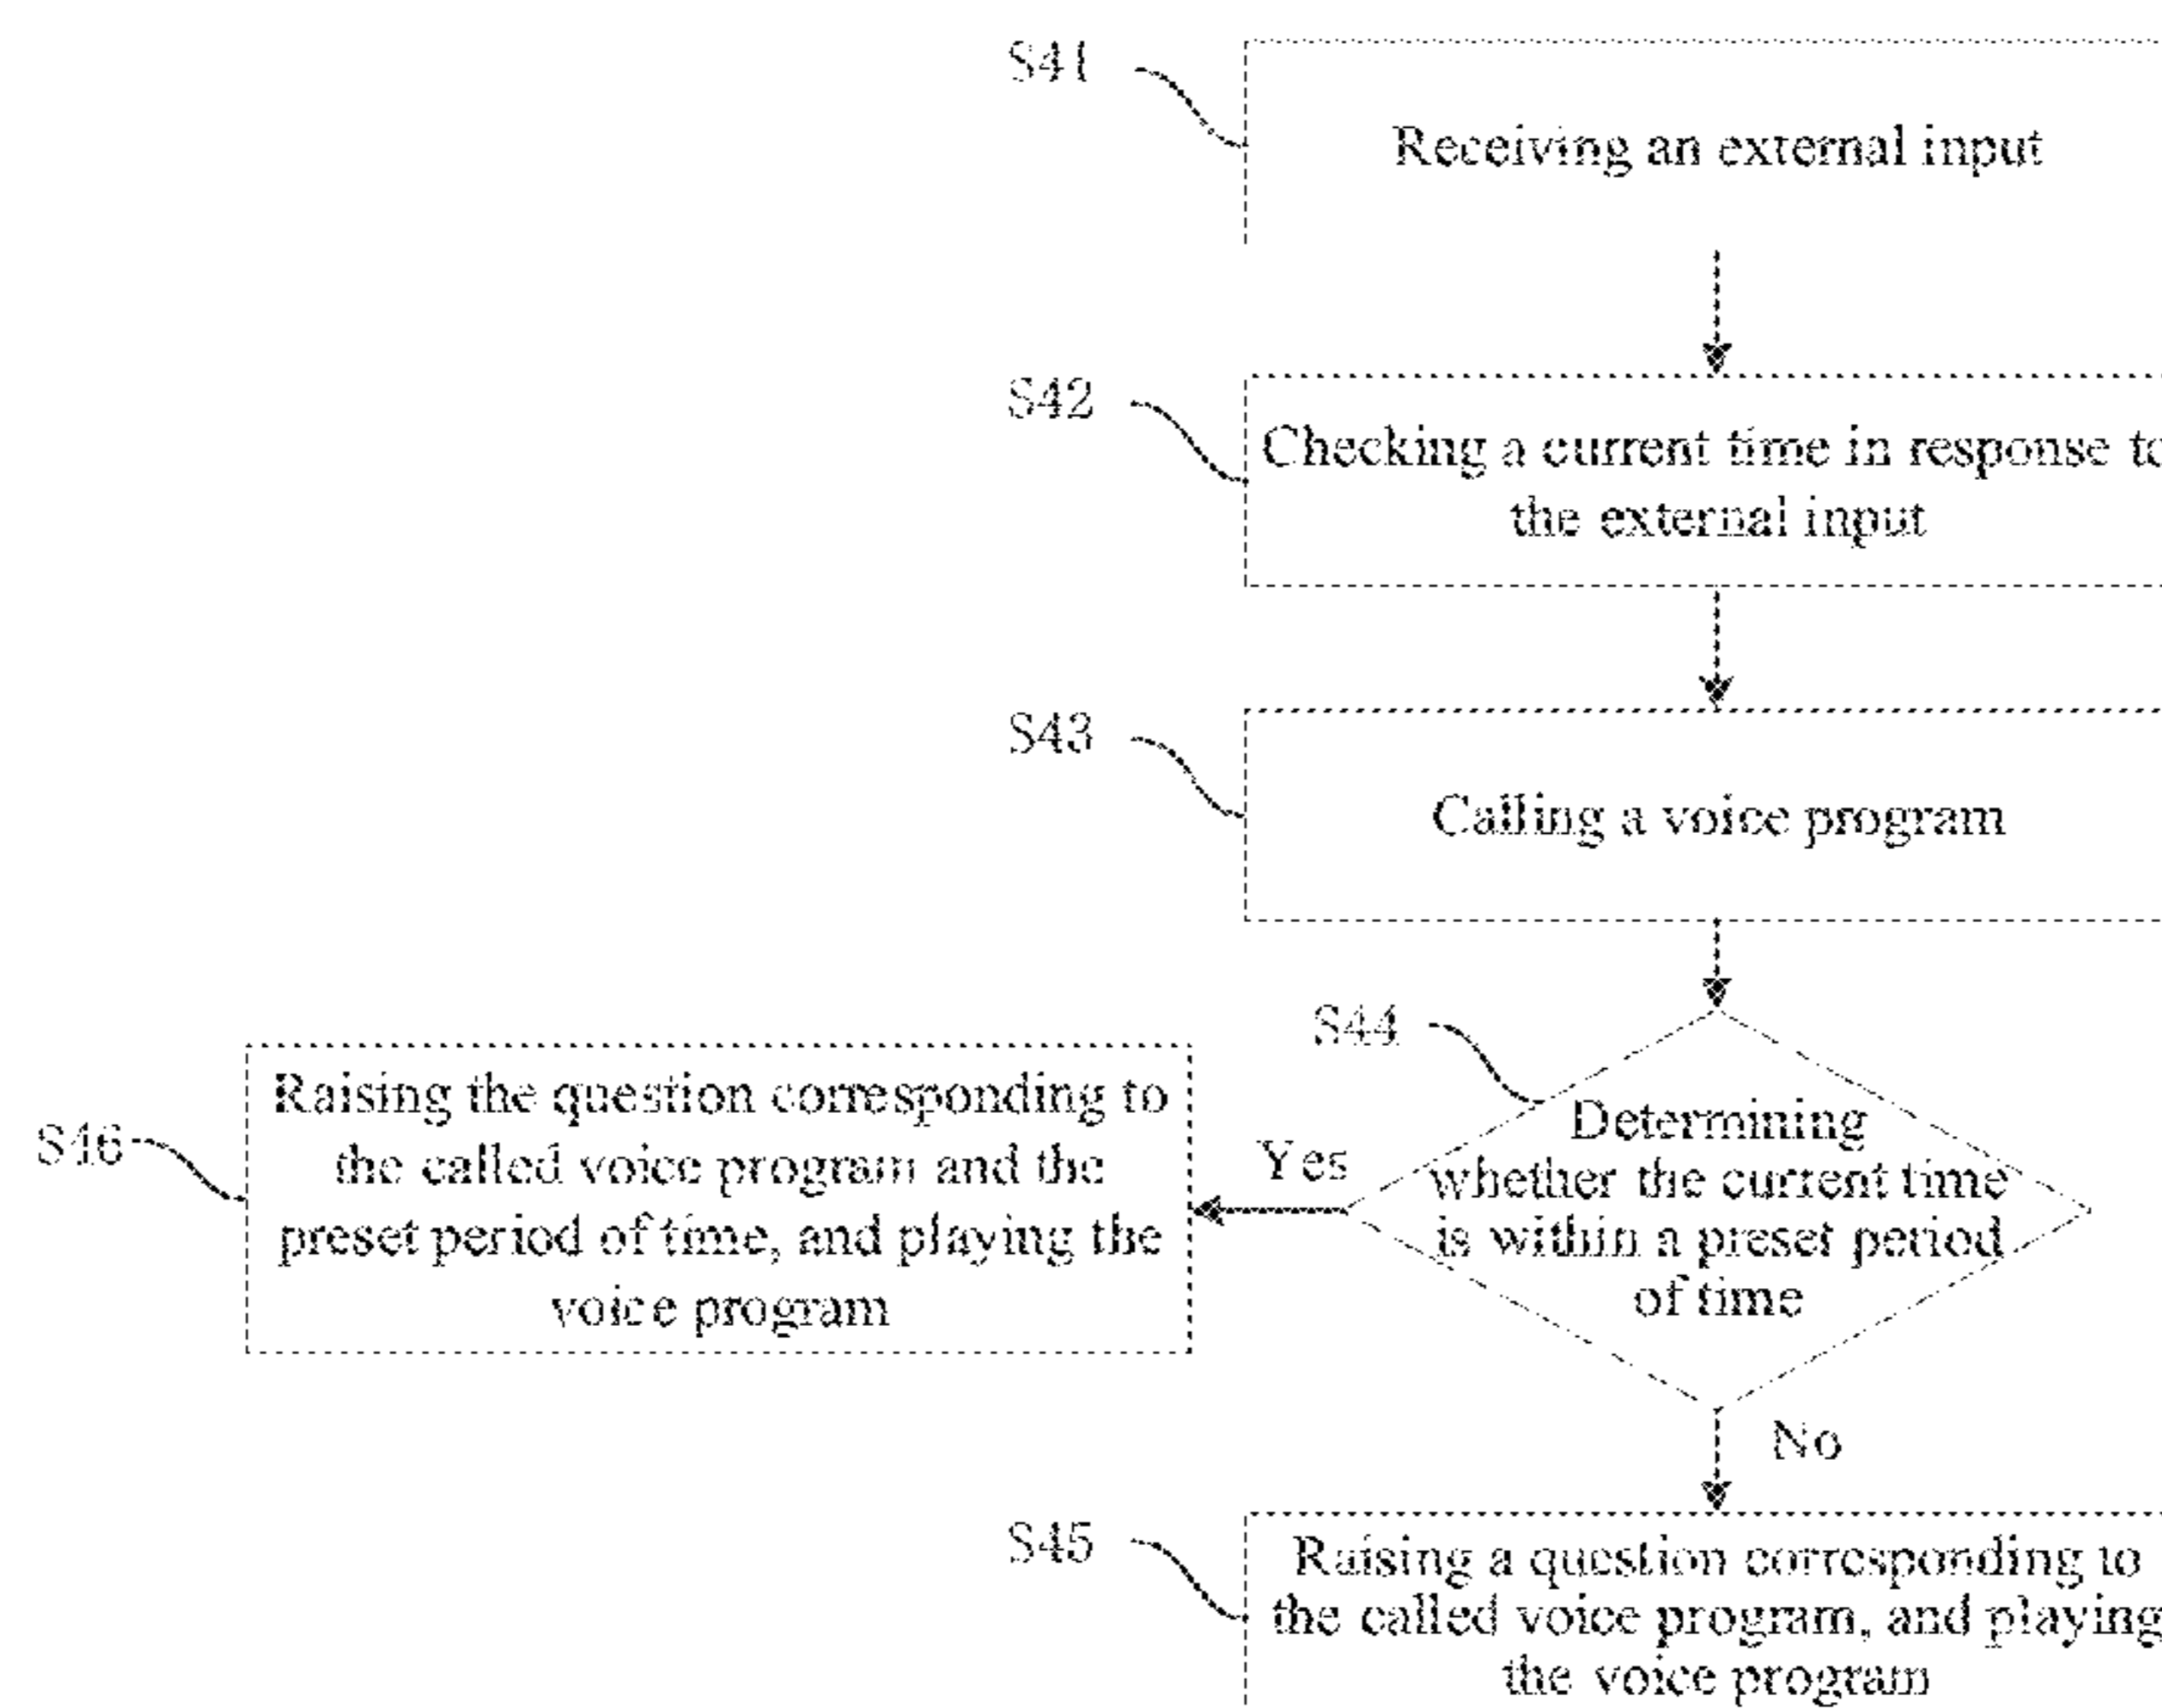 S41
Receiving an external input
S42
Checking a current time in response to
the external input
S43
Calling a voice program
S44
Determining
whether the current time
is within a preset period
of time
Yes
S46
Raising the question corresponding to
the called voice program and the
preset period of time, and playing the
voice program
No
S45
Raising a question corresponding to
the called voice program, and playing
the voice program